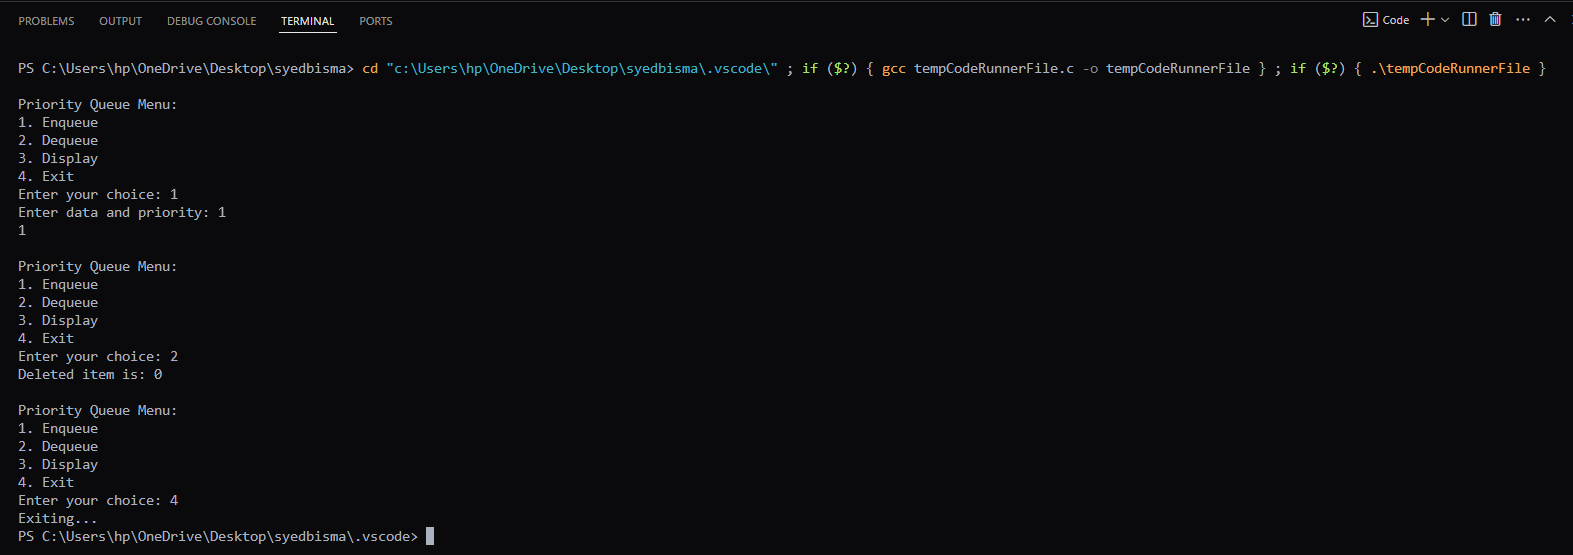 PROBLEMS OUTPUT DEBUG CONSOLE TERMINAL PORTS Code
PS C:\Users\hp\OneDrive\Desktop\syedbisma> cd "c:\Users\hp\OneDrive\Desktop\syedbisma\.vscode\" ; if ($?) { gcc tempCodeRunnerFile.c -o tempCodeRunnerFile } ; if ($?) { .\tempCodeRunnerFile }
Priority Queue Menu:
1. Enqueue
2. Dequeue
3. Display
4. Exit
Enter your choice: 1
Enter data and priority: 1
1
Priority Queue Menu:
1. Enqueue
2. Dequeue
3. Display
4. Exit
Enter your choice: 2
Deleted item is: 0
Priority Queue Menu:
1. Enqueue
2. Dequeue
3. Display
4. Exit
Enter your choice: 4
Exiting...
PS C:\Users\hp\OneDrive\Desktop\syedbisma\.vscode>